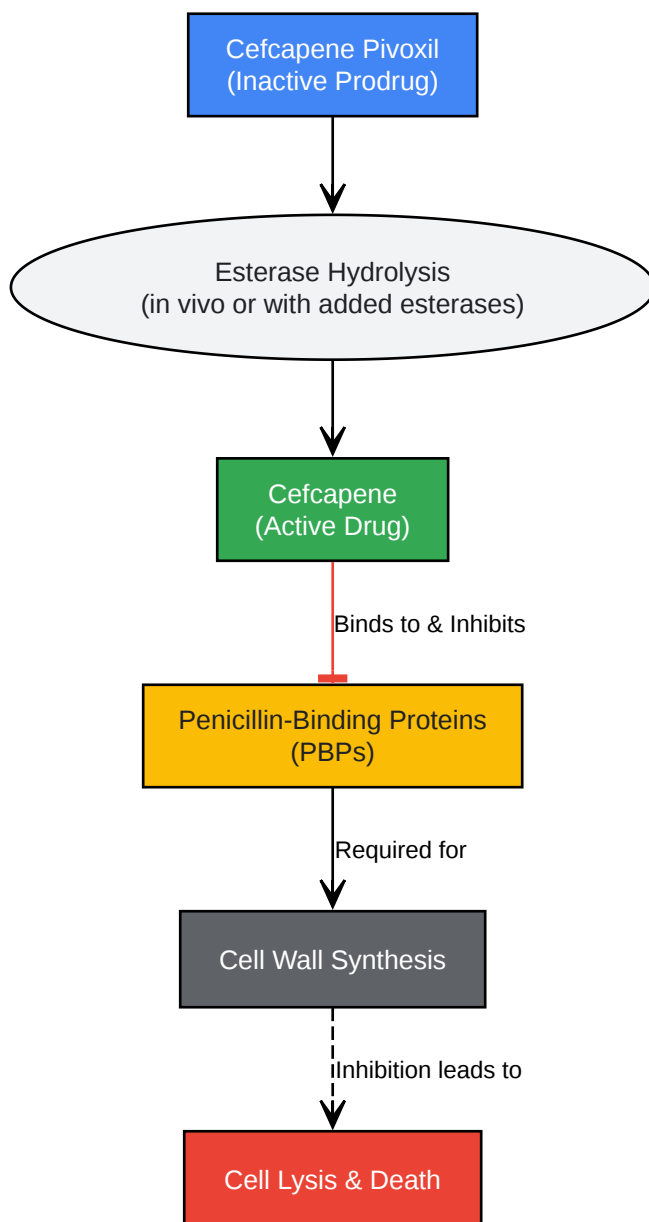 Cefcapene Pivoxil
(Inactive Prodrug)
Esterase Hydrolysis
(in vivo or with added esterases)
Cefcapene
(Active Drug)
Binds to & Inhibits
Penicillin-Binding Proteins
(PBPs)
Required for
Cell Wall Synthesis
Inhibition leads to
Cell Lysis & Death